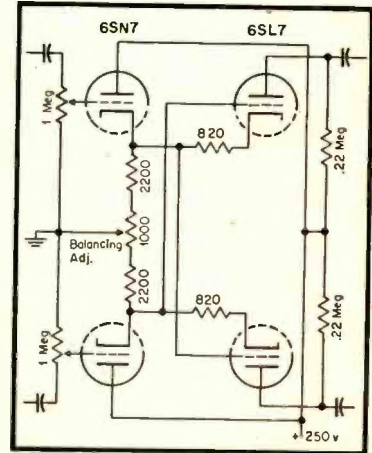 6SN7
6SL7
1 Meg
820
.22 Meg
2200
1000
Balancing
Adj.
2200
820
.22 Meg
1 Meg
+250 v